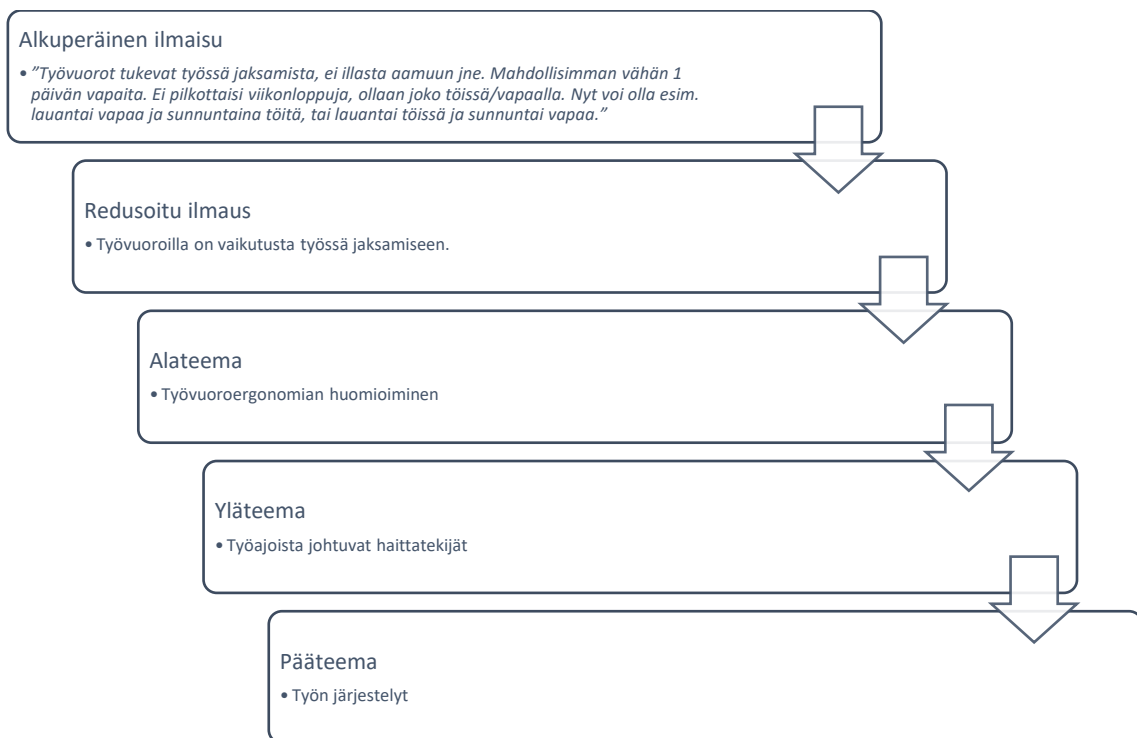 Alkuperäinen ilmaisu
• ”Työvuorot tukevat työssä jaksamista, ei illasta aamuun jne. Mahdollisimman vähän 1
päivän vapaita. Ei pilkottaisi viikonloppuja, ollaan joko töissä/vapaalla. Nyt voi olla esim.
lauantai vapaa ja sunnuntaina töitä, tai lauantai töissä ja sunnuntai vapaa.”
Redusoitu ilmaus
• Työvuoroilla on vaikutusta työssä jaksamiseen.
Alateema
• Työvuoroergonomian huomioiminen
Yläteema
• Työajoista johtuvat haittatekijät
Pääteema
• Työn järjestelyt